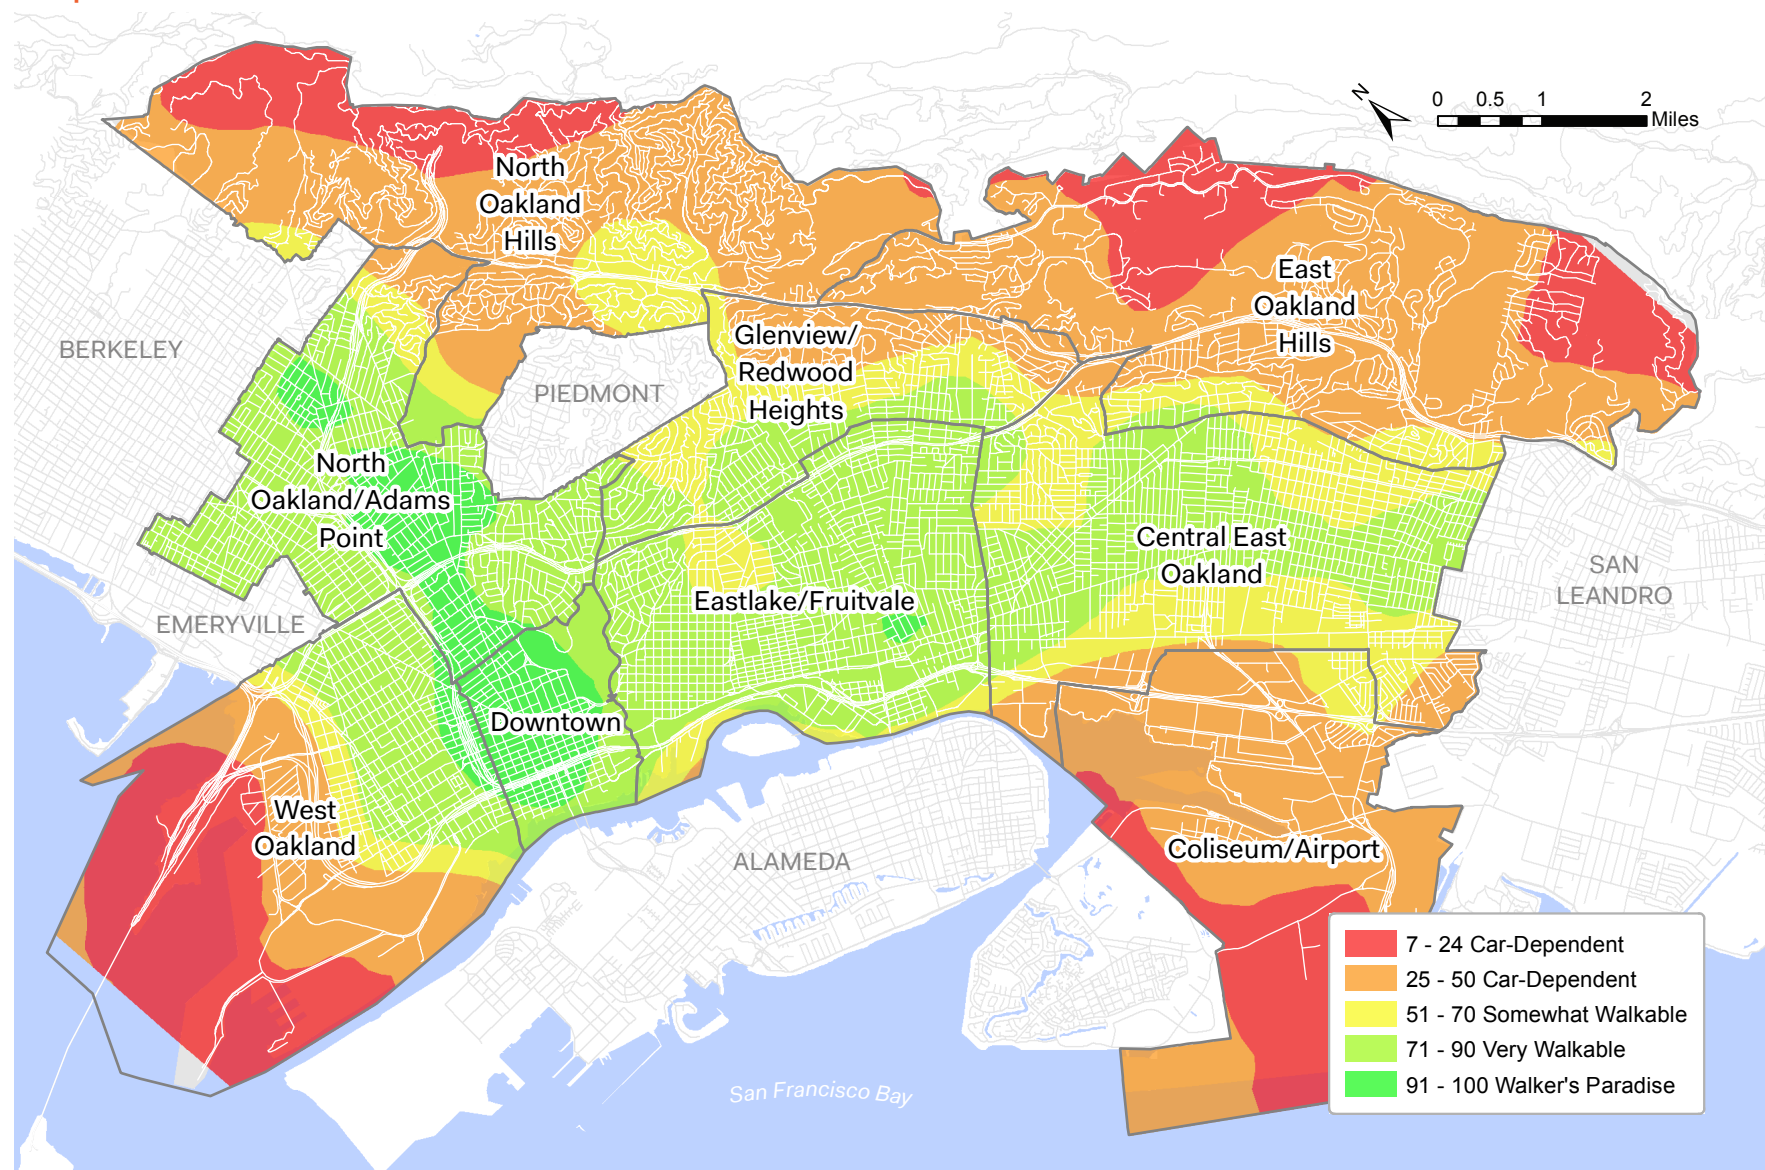 N
0 0.5 1 2
Miles
North
Oakland
Hills
East
Oakland
Hills
BERKELEY
Glenview/
Redwood
Heights
PIEDMONT
North
Oakland/Adams
Point
Central East
Oakland
SAN
LEANDRO
EMERYVILLE
Eastlake/Fruitvale
Downtown
West
Oakland
ALAMEDA
Coliseum/Airport
San Francisco Bay
7 - 24 Car-Dependent
25 - 50 Car-Dependent
51 - 70 Somewhat Walkable
71 - 90 Very Walkable
91 - 100 Walker's Paradise